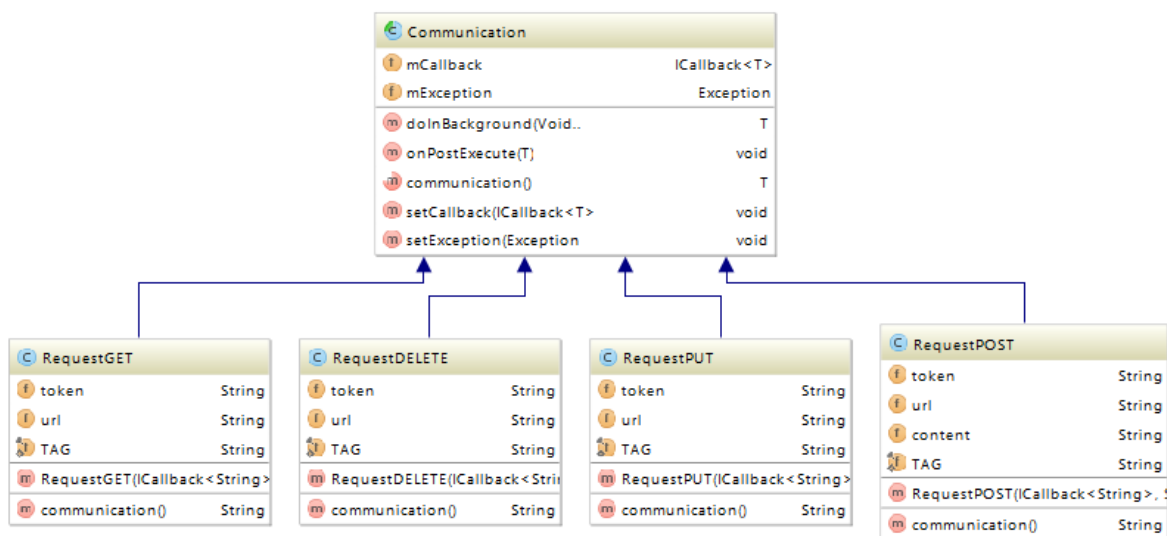 Communication
mCallback ICallback<T>
mException Exception
doInBackground(Void.. T
onPostExecute(T) void
communication() T
setCallback(ICallback<T> void
setException(Exception void
RequestGET
token String
url String
TAG String
RequestGET(ICallback<String>
communication() String
RequestDELETE
token String
url String
TAG String
RequestDELETE(ICallback<Stri
communication() String
RequestPUT
token String
url String
TAG String
RequestPUT(ICallback<String>
communication() String
RequestPOST
token String
url String
content String
TAG String
RequestPOST(ICallback<String>, S
communication() String